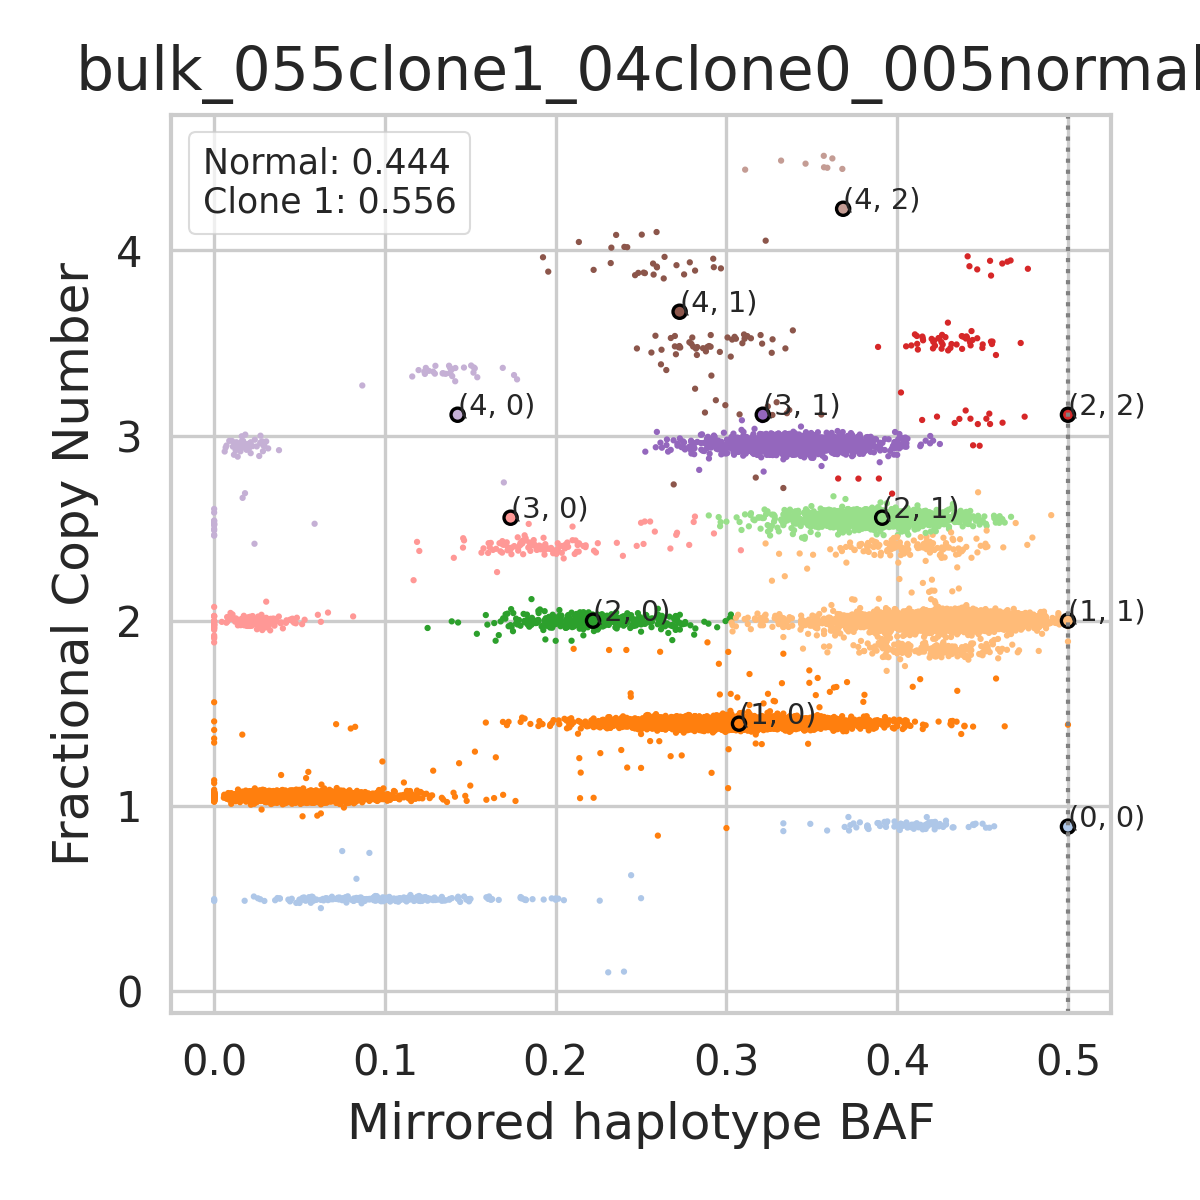 bulk_055clone1_04clone0_005normal
Normal: 0.444
Clone 1: 0.556
(4, 2)
(4, 1)
(4, 0)
(3, 1)
(2, 2)
(3, 0)
(2, 1)
(2, 0)
(1, 1)
(1, 0)
(0, 0)
4
3
2
1
0
0.0 0.1 0.2 0.3 0.4 0.5
Fractional Copy Number
Mirrored haplotype BAF